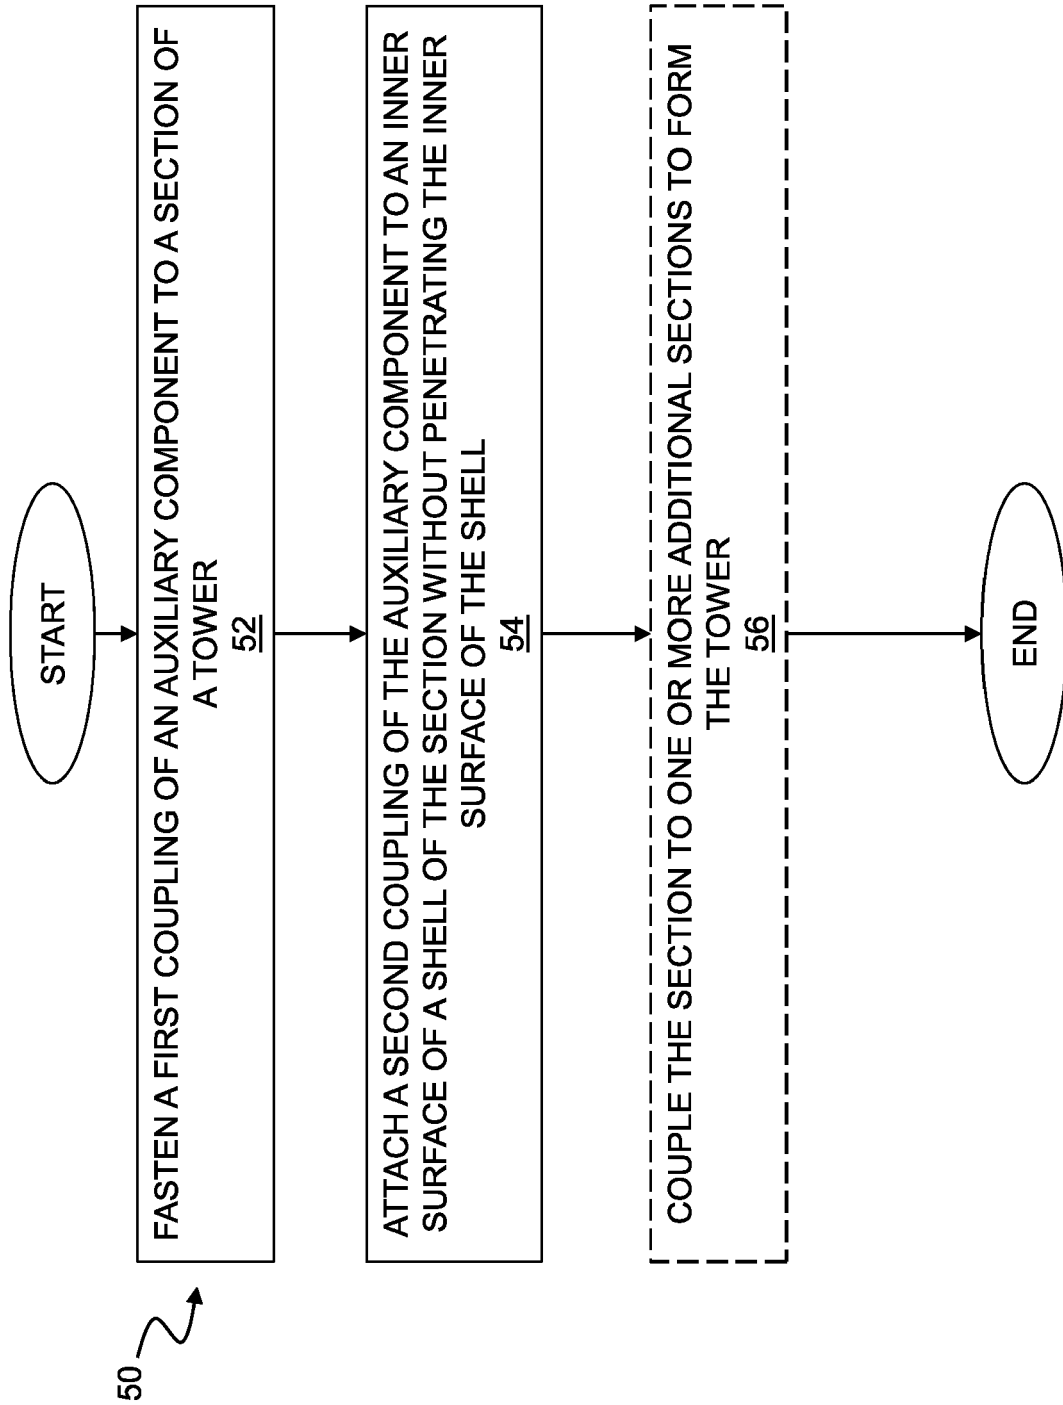 START
FASTEN A FIRST COUPLING OF AN AUXILIARY COMPONENT TO A SECTION OF
A TOWER
52
ATTACH A SECOND COUPLING OF THE AUXILIARY COMPONENT TO AN INNER
SURFACE OF A SHELL OF THE SECTION WITHOUT PENETRATING THE INNER
SURFACE OF THE SHELL
54
COUPLE THE SECTION TO ONE OR MORE ADDITIONAL SECTIONS TO FORM
THE TOWER
56
END
50